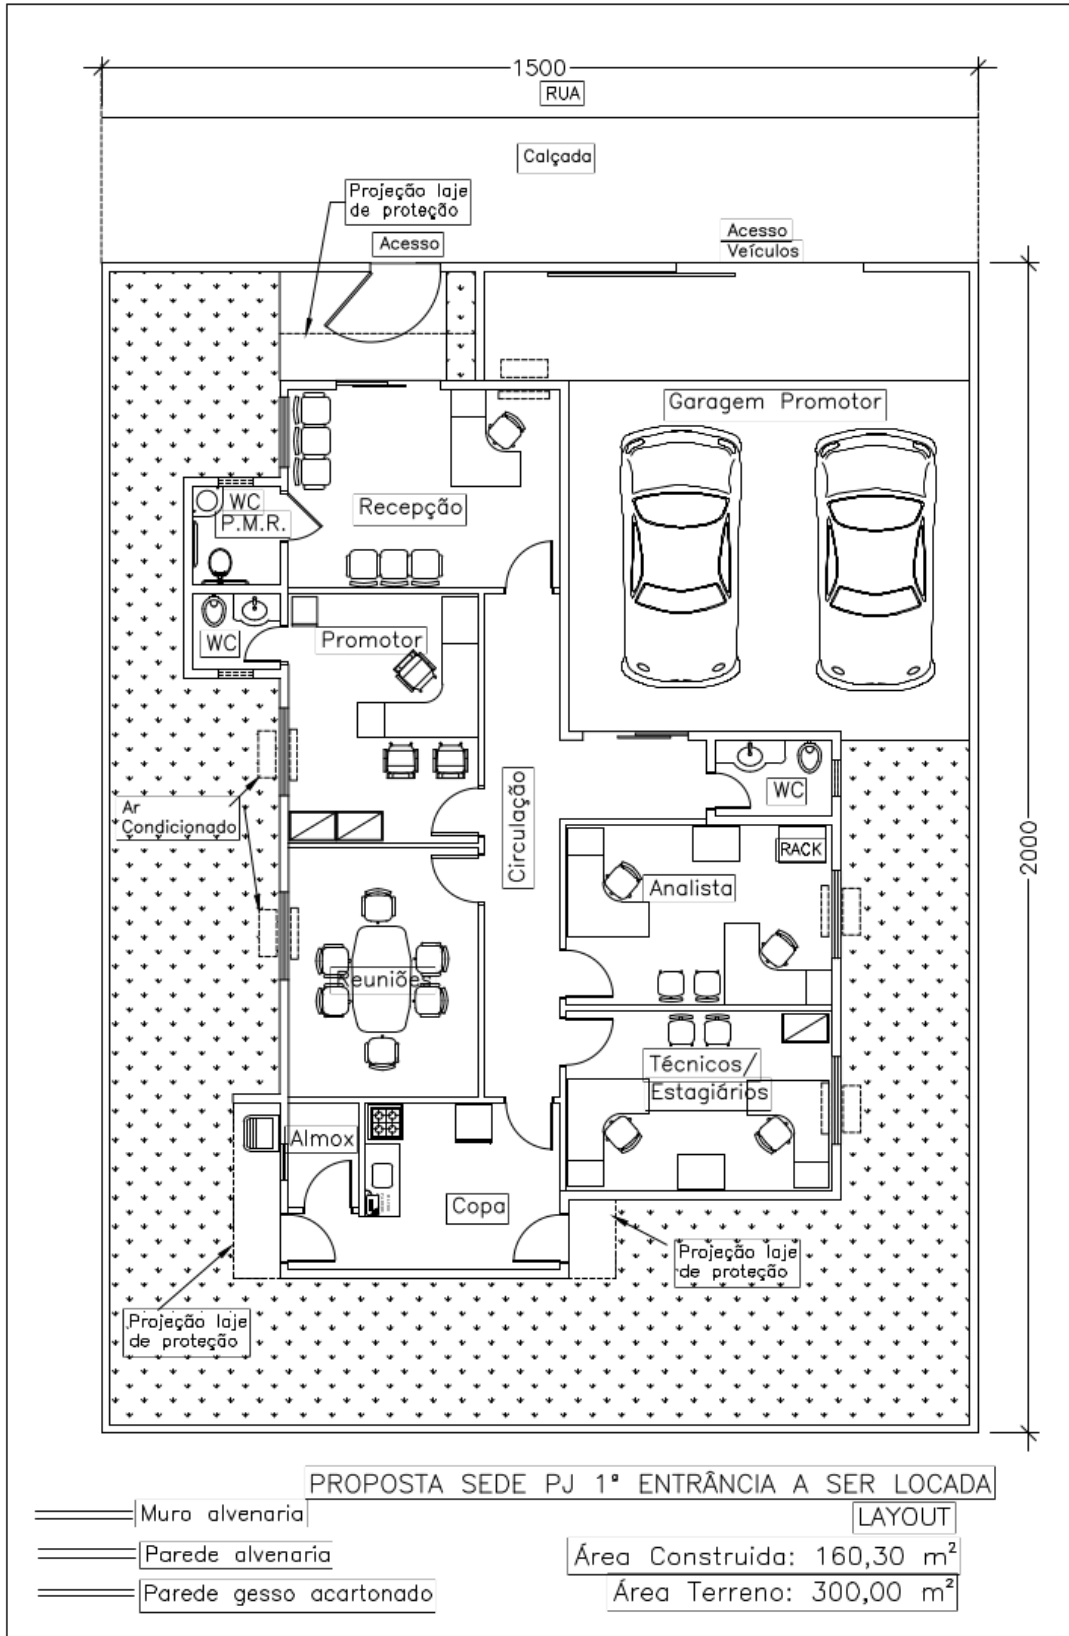 1500
RUA
Calçada
Projeção laje
de proteção
Acesso
Acesso
Veículos
Garagem Promotor
WC
P.M.R.
Recepção
WC
Promotor
Circulação
WC
Ar
Condicionado
RACK
Analista
2000
Reuniões
Técnicos/
Estagiários
Almox
Copa
Projeção laje
de proteção
Projeção laje
de proteção
PROPOSTA SEDE PJ 1ª ENTRÂNCIA A SER LOCADA
Muro alvenaria
LAYOUT
Parede alvenaria
Área Construida: 160,30 m²
Parede gesso acartonado
Área Terreno: 300,00 m²